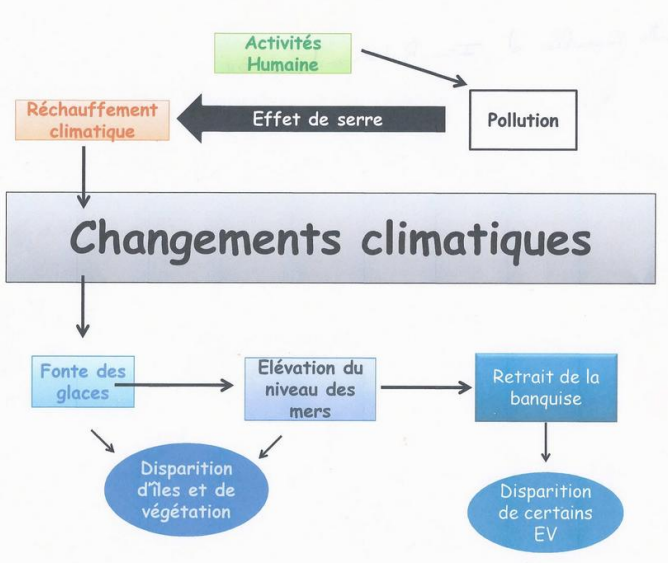 Activités
Humaine
Réchauffement
climatique
Effet de serre
Pollution
Changements climatiques
Fonte des
glaces
Elévation du
niveau des
mers
Retrait de la
banquise
Disparition
d'îles et de
végétation
Disparition
de certains
EV